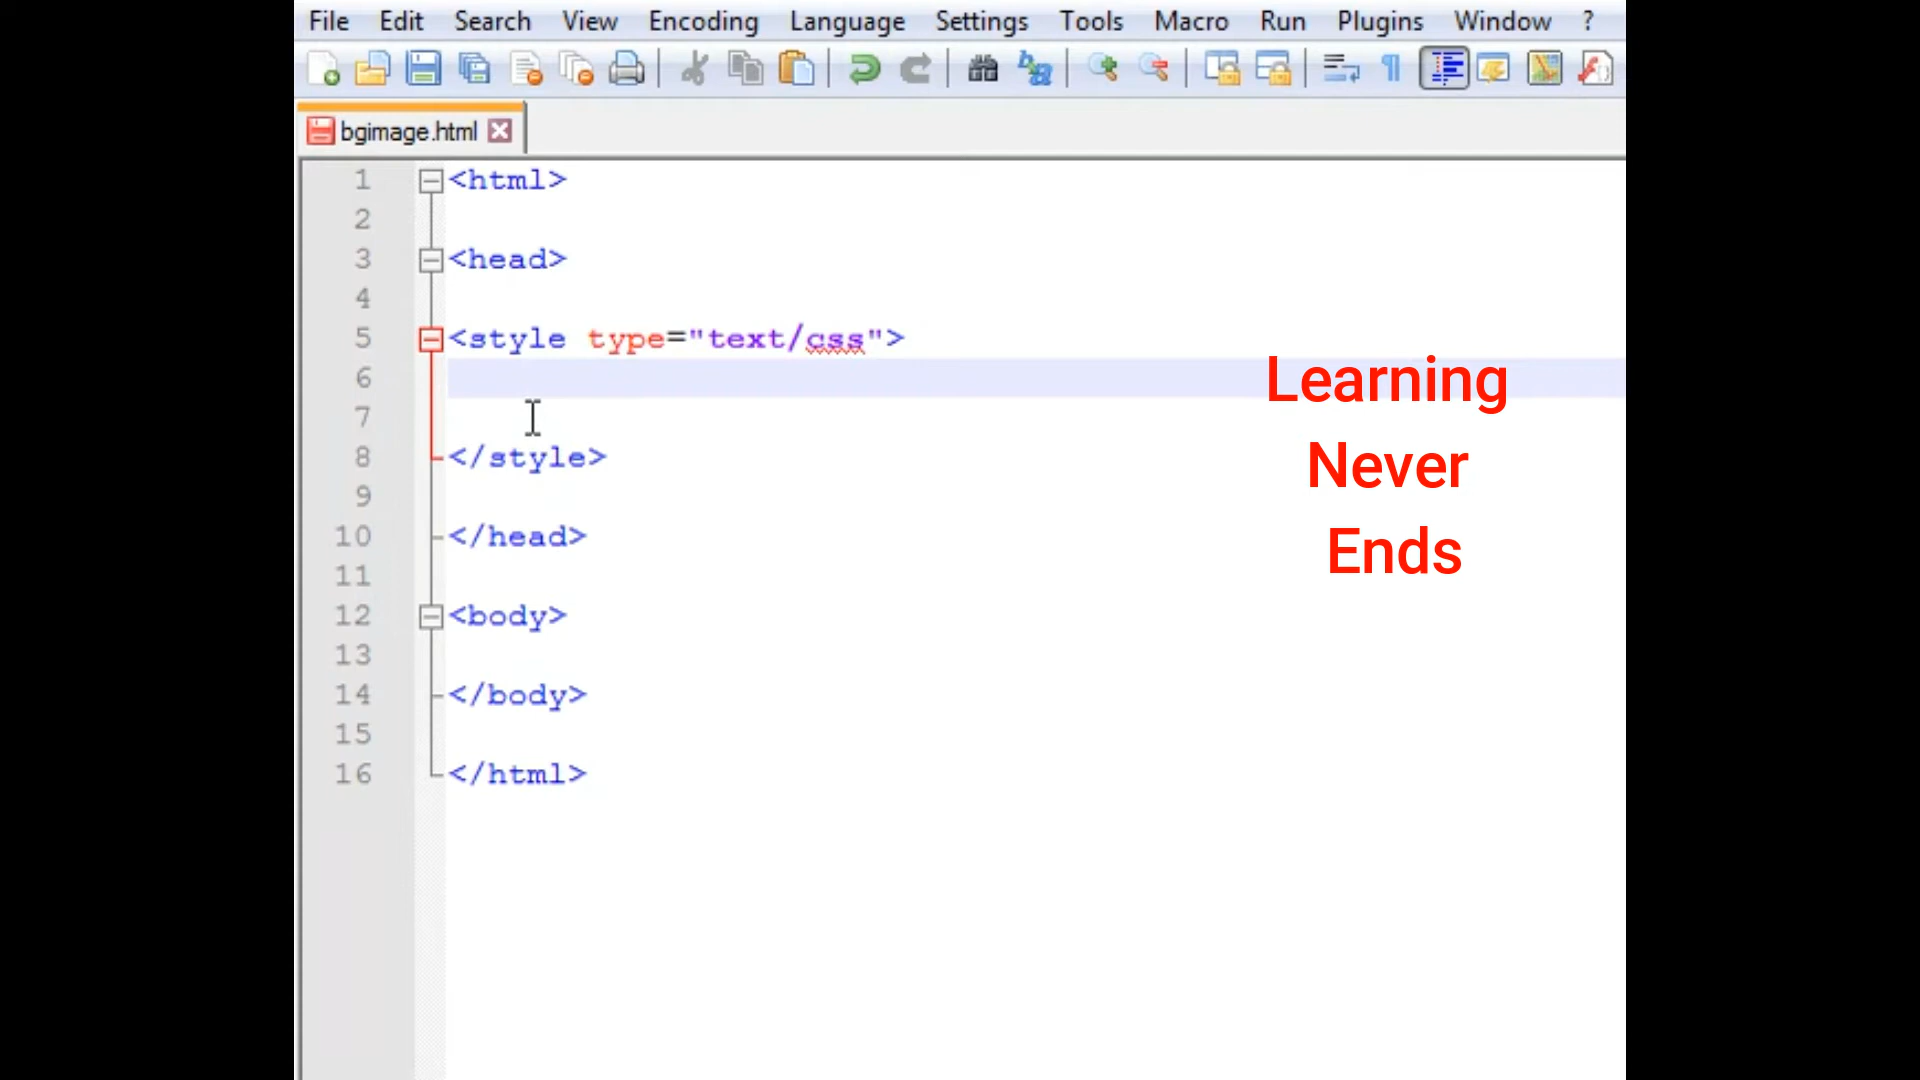 File Edit Search View Encoding Language Settings Tools Macro Run Plugins Window ?
bgimage.html
1 <html>
2
3 <head>
4
5 <style type="text/css">
6
7
8 </style>
9
10 </head>
11
12 <body>
13
14 </body>
15
16 </html>
Learning
Never
Ends